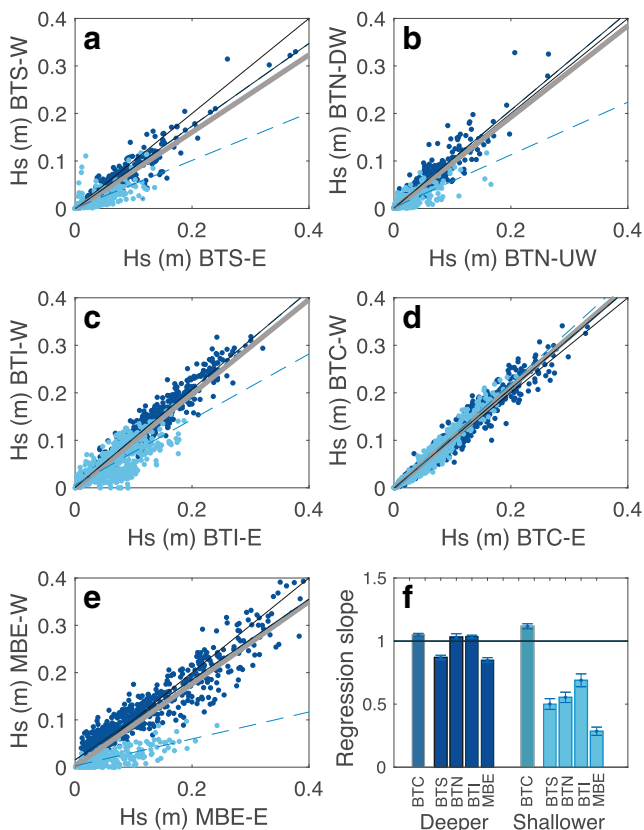 a
Hs (m) BTS-W
0.4
0.3
0.2
0.1
0
0
0.2
0.4
Hs (m) BTS-E
b
Hs (m) BTN-DW
0.4
0.3
0.2
0.1
0
0
0.2
0.4
Hs (m) BTN-UW
c
Hs (m) BTI-W
0.4
0.3
0.2
0.1
0
0
0.2
0.4
Hs (m) BTI-E
d
Hs (m) BTC-W
0.4
0.3
0.2
0.1
0
0
0.2
0.4
Hs (m) BTC-E
e
Hs (m) MBE-W
0.4
0.3
0.2
0.1
0
0
0.2
0.4
Hs (m) MBE-E
f
Regression slope
1.5
1
0.5
0
BTC
BTS
BTN
BTI
MBE
BTC
BTS
BTN
BTI
MBE
Deeper
Shallower